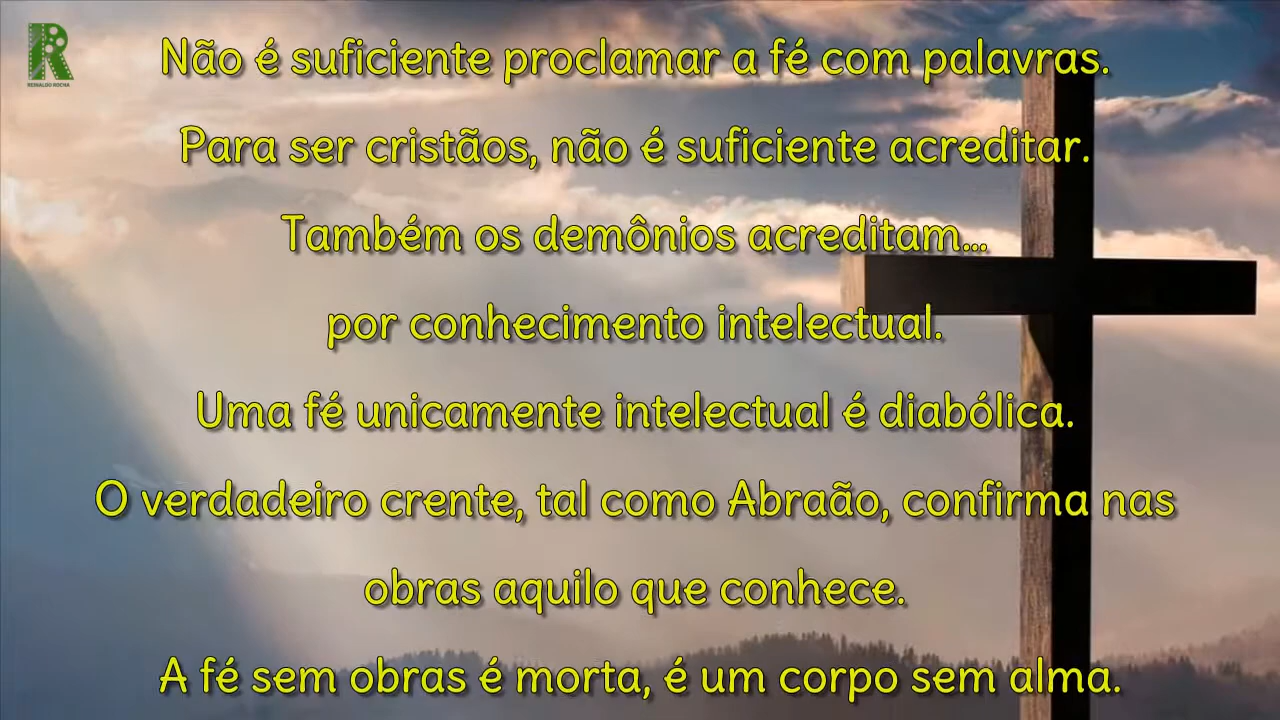 R
REINALDO ROCHA
Não é suficiente proclamar a fé com palavras.
Para ser cristãos, não é suficiente acreditar.
Também os demônios acreditam...
por conhecimento intelectual.
Uma fé unicamente intelectual é diabólica.
O verdadeiro crente, tal como Abraão, confirma nas
obras aquilo que conhece.
A fé sem obras é morta, é um corpo sem alma.